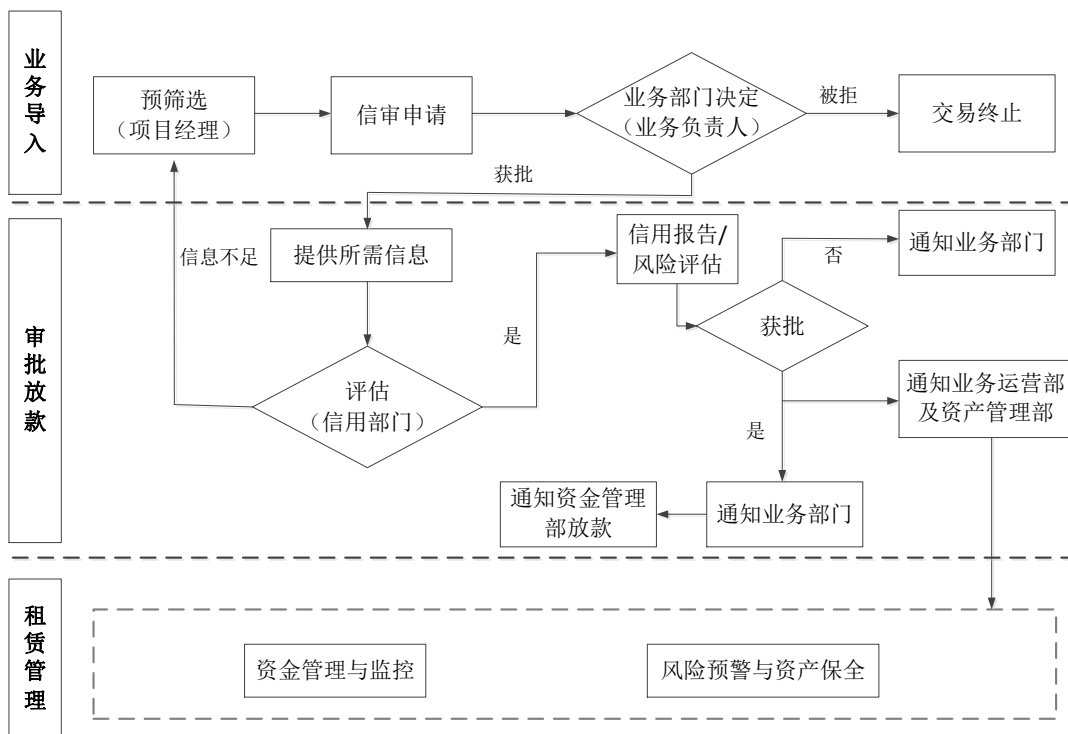 业务导入
预筛选
（项目经理）
信审申请
业务部门决定
（业务负责人）
被拒
交易终止
获批
审批放款
信息不足
提供所需信息
是
信用报告/
风险评估
否
通知业务部门
获批
评估
（信用部门）
通知业务运营部
及资产管理部
是
通知资金管理
部放款
通知业务部门
租赁管理
资金管理与监控
风险预警与资产保全